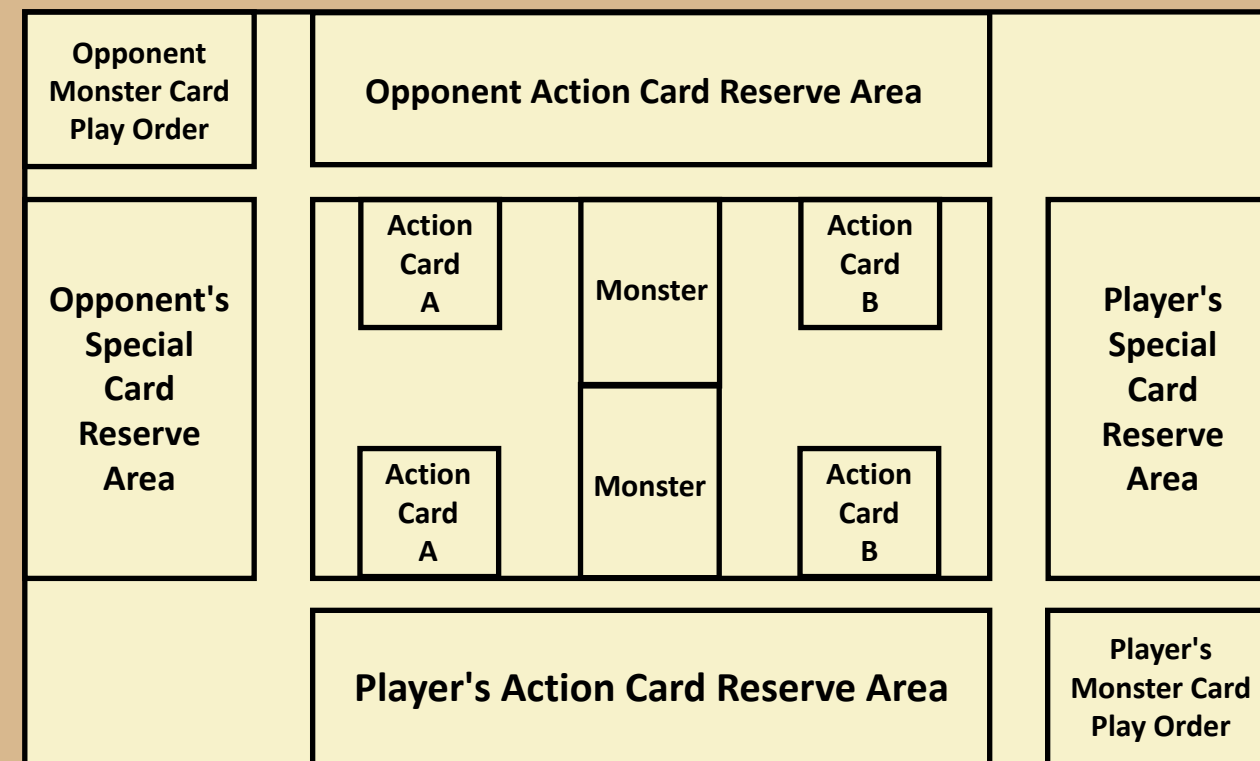 Opponent
Monster Card
Play Order
Opponent Action Card Reserve Area
Opponent's
Special
Card
Reserve
Area
Action
Card
A
Monster
Action
Card
B
Player's
Special
Card
Reserve
Area
Action
Card
A
Monster
Action
Card
B
Player's Action Card Reserve Area
Player's
Monster Card
Play Order